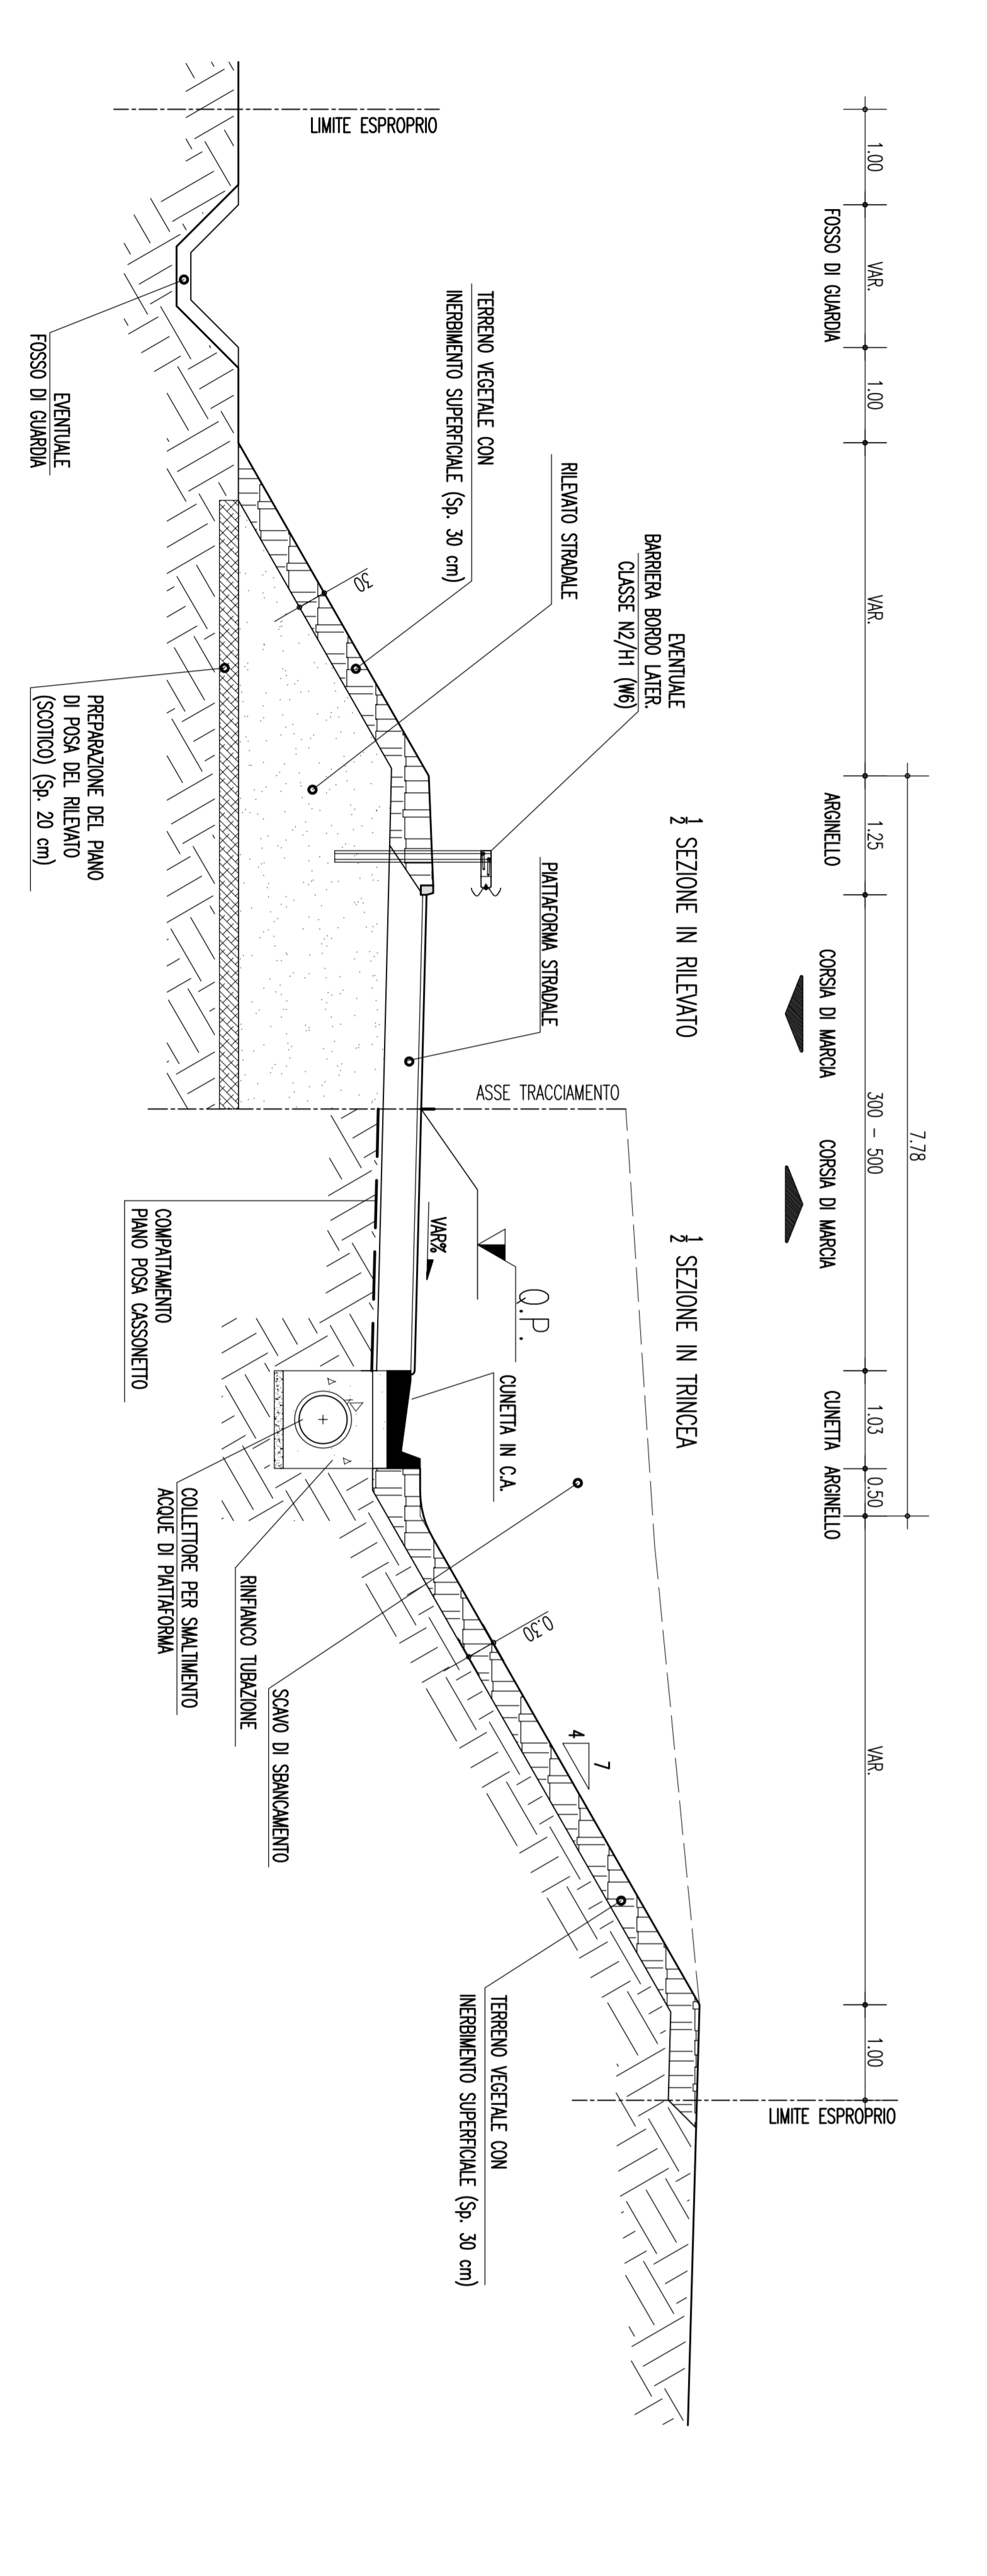 7.78
1.00
VAR.
1.00
VAR.
1.25
300 - 500
1.03
0.50
VAR.
1.00
FOSSO DI GUARDIA
ARGINELLO
CORSIA DI MARCIA
CORSIA DI MARCIA
CUNETTA
ARGINELLO
LIMITE ESPROPRIO
½ SEZIONE IN RILEVATO
½ SEZIONE IN TRINCEA
EVENTUALE
BARRIERA BORDO LATER.
CLASSE N2/H1 (W6)
ASSE TRACCIAMENTO
RILEVATO STRADALE
PIATTAFORMA STRADALE
Q.P.
7
4
TERRENO VEGETALE CON
INERBIMENTO SUPERFICIALE (Sp. 30 cm)
CUNETTA IN C.A.
0.30
TERRENO VEGETALE CON
INERBIMENTO SUPERFICIALE (Sp. 30 cm)
LIMITE ESPROPRIO
30
VAR%
SCAVO DI SBANCAMENTO
RINFIANCO TUBAZIONE
COLLETTORE PER SMALTIMENTO
ACQUE DI PIATTAFORMA
COMPATTAMENTO
PIANO POSA CASSONETTO
PREPARAZIONE DEL PIANO
DI POSA DEL RILEVATO
(SCOTICO) (Sp. 20 cm)
EVENTUALE
FOSSO DI GUARDIA